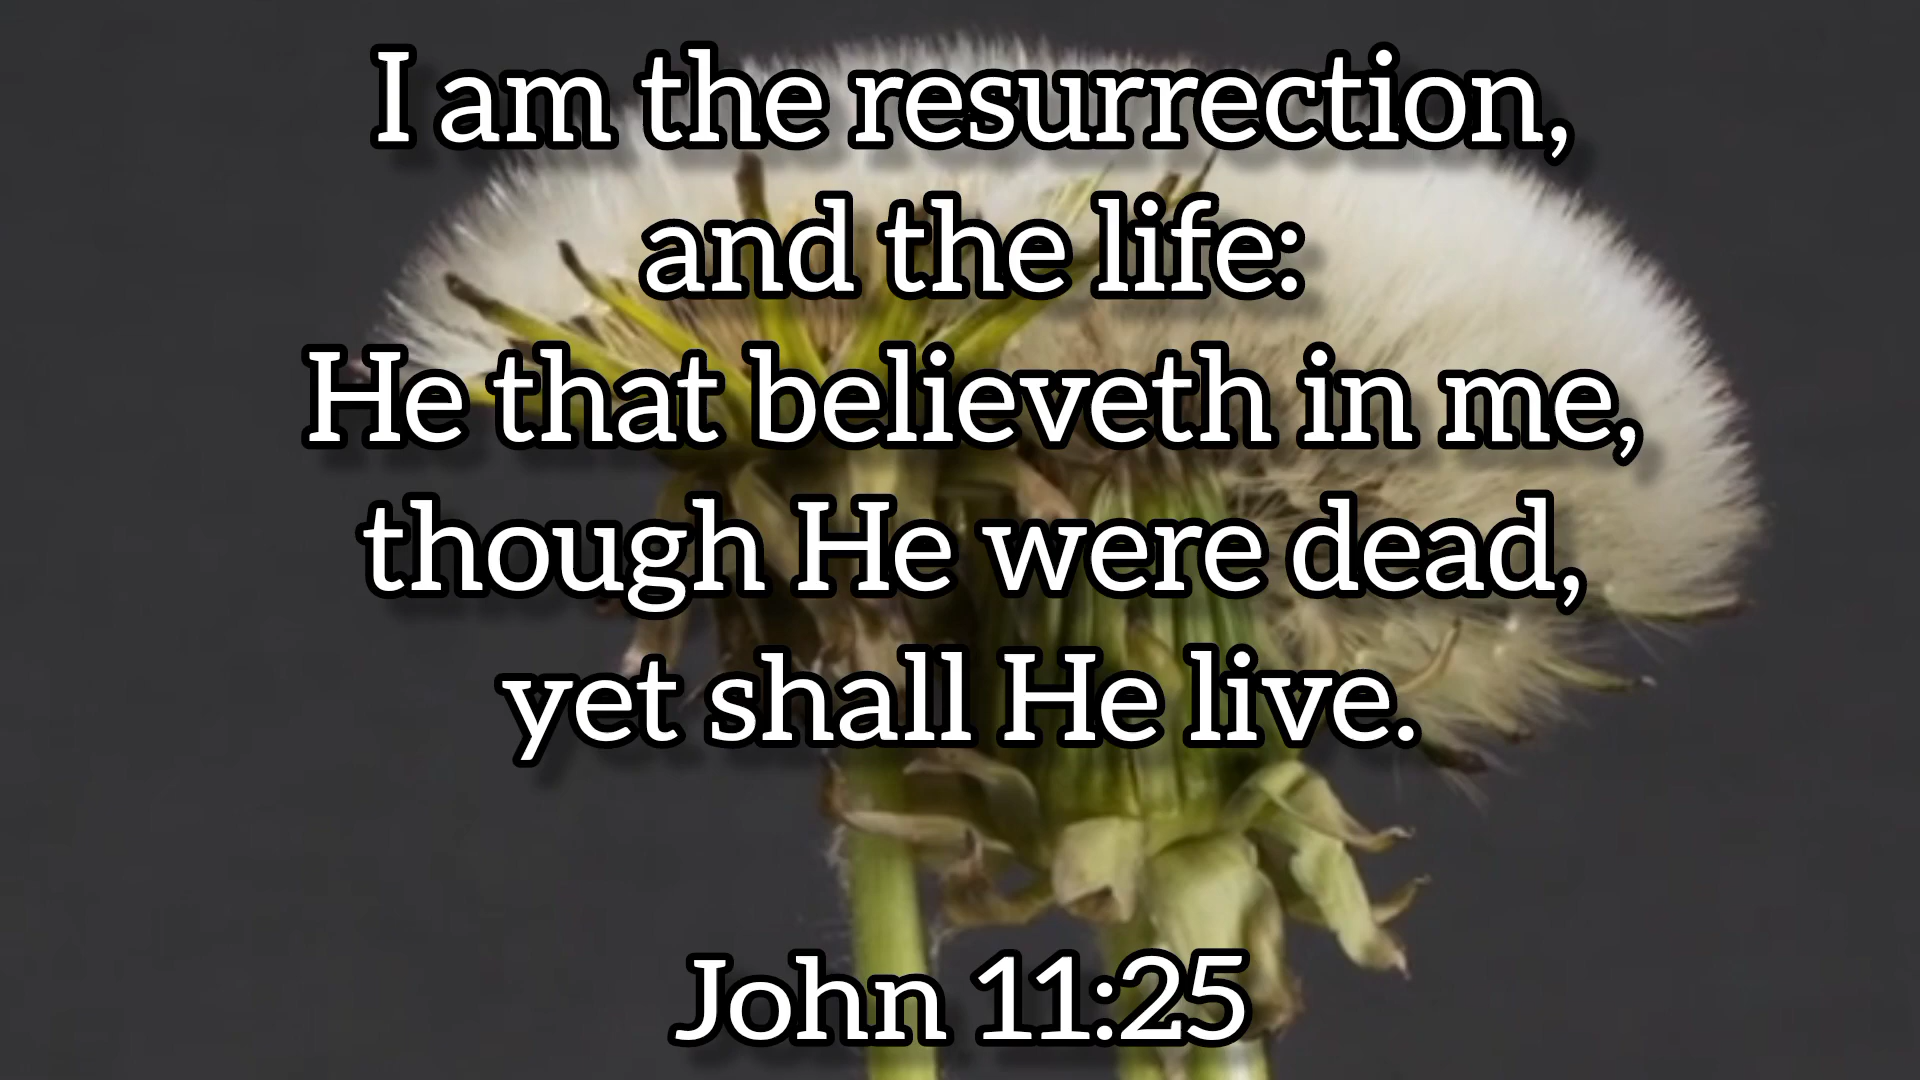 I am the resurrection,
and the life:
He that believeth in me,
though He were dead,
yet shall He live.
John 11:25